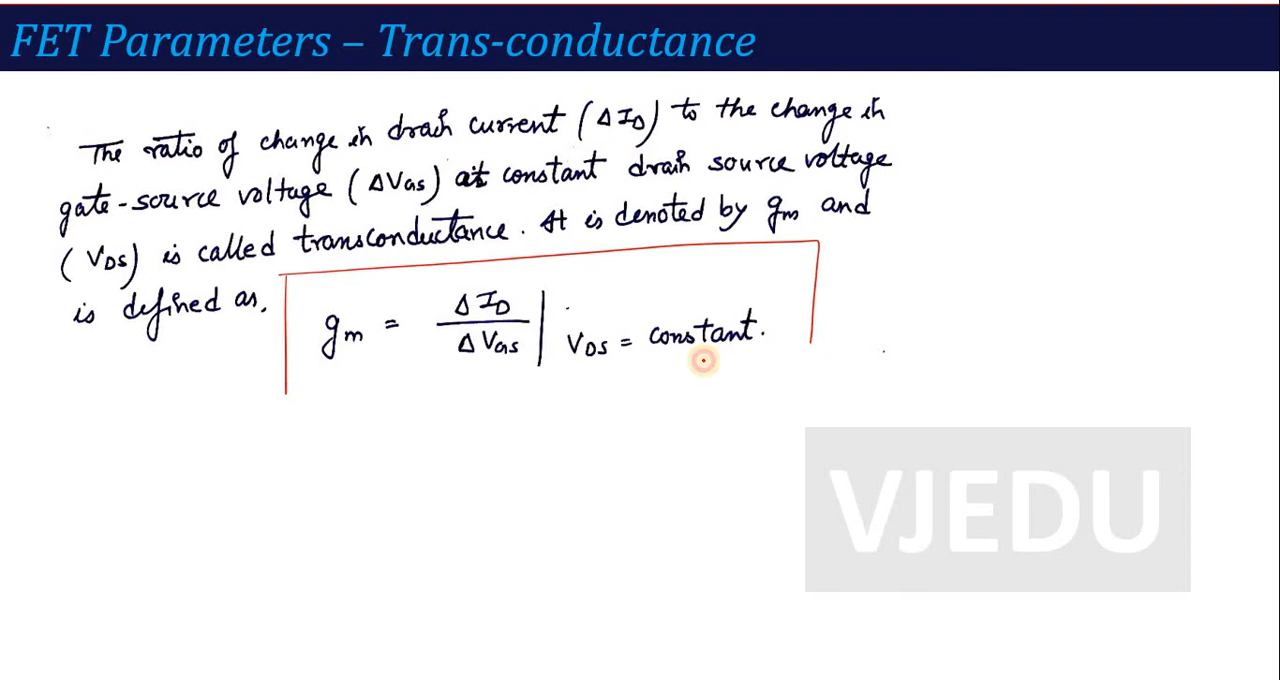 FET Parameters – Trans-conductance
The ratio of change in drain current (ΔID) to the change in
gate-source voltage (ΔVGS) at constant drain source voltage
(VDS) is called transconductance. It is denoted by gm and
is defined as,
gm = ΔID / ΔVGS | VDS = constant.
VJEDU